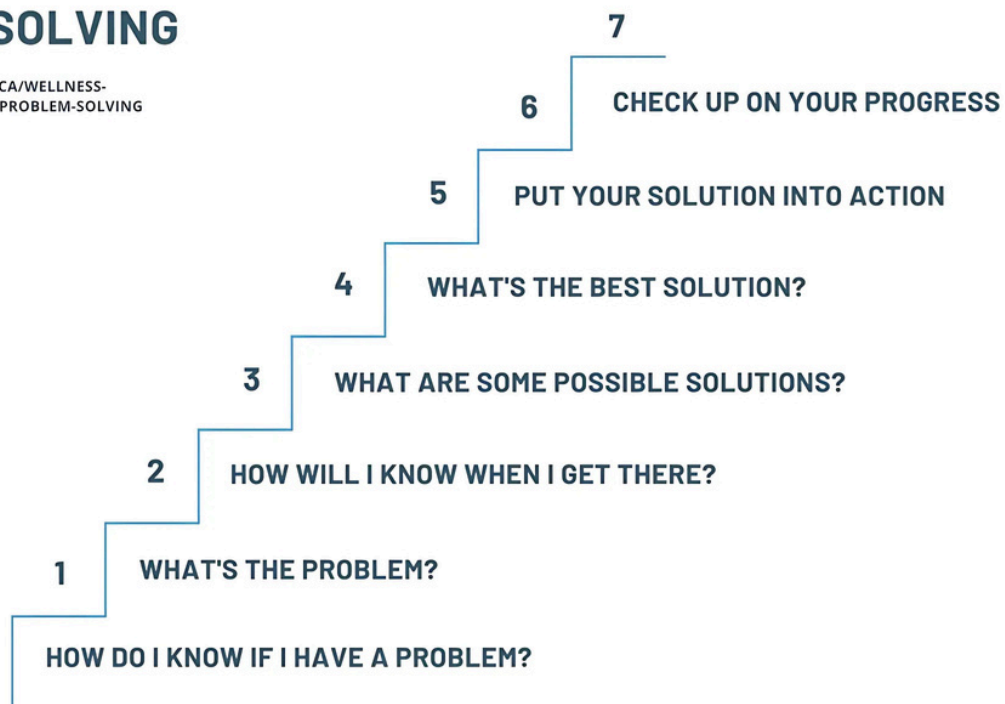 SOLVING
CA/WELLNESS-
PROBLEM-SOLVING
7
CHECK UP ON YOUR PROGRESS
6
PUT YOUR SOLUTION INTO ACTION
5
WHAT'S THE BEST SOLUTION?
4
WHAT ARE SOME POSSIBLE SOLUTIONS?
3
HOW WILL I KNOW WHEN I GET THERE?
2
WHAT'S THE PROBLEM?
1
HOW DO I KNOW IF I HAVE A PROBLEM?